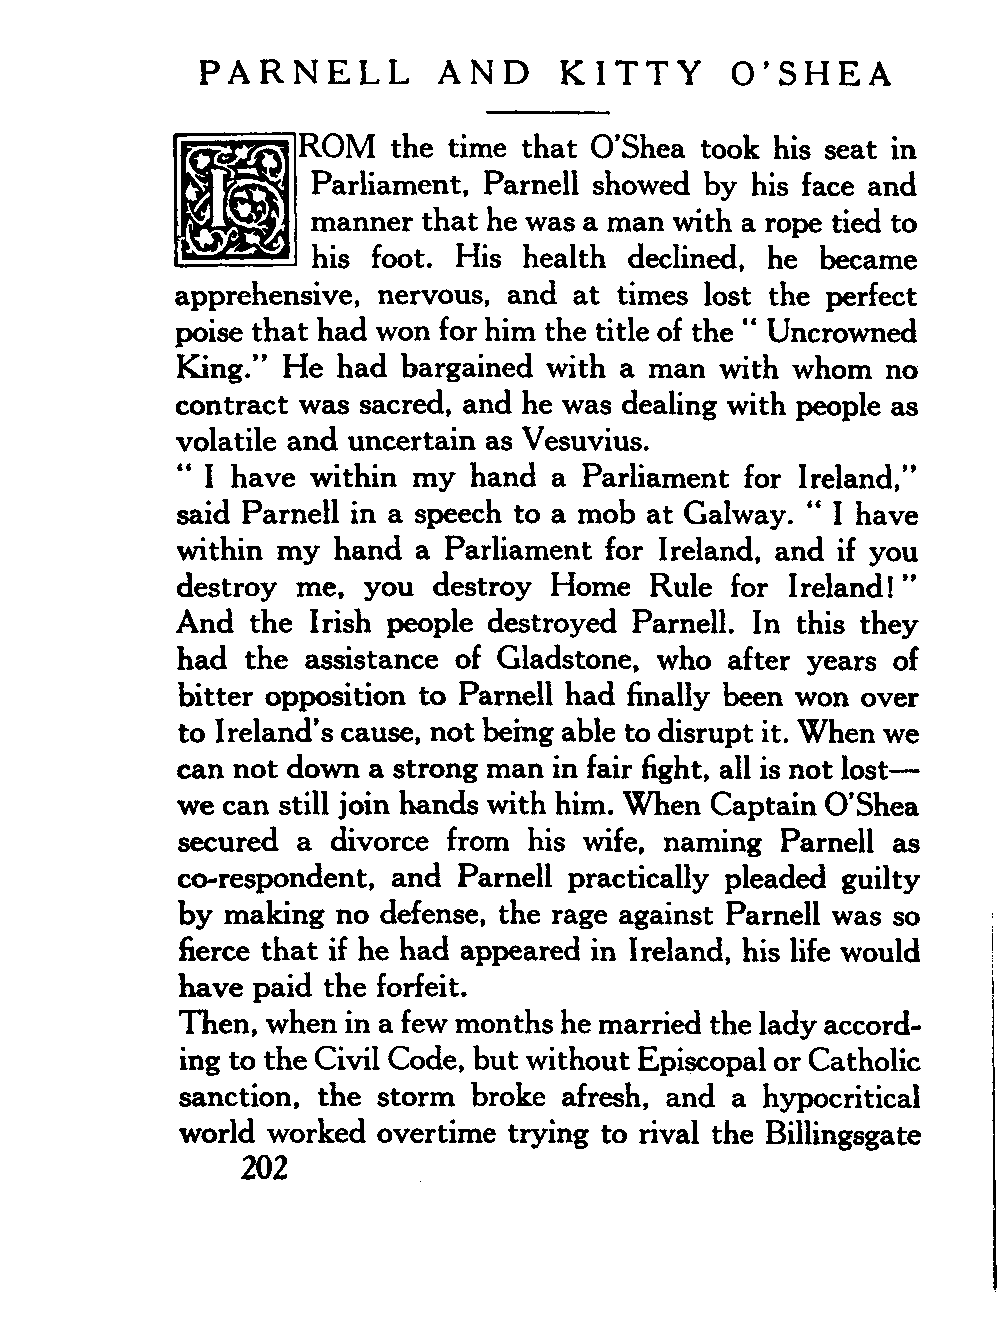 PARNELL AND KITTY O'SHEA
FROM the time that O'Shea took his seat in
Parliament, Parnell showed by his face and
manner that he was a man with a rope tied to
his foot. His health declined, he became
apprehensive, nervous, and at times lost the perfect
poise that had won for him the title of the “ Uncrowned
King.” He had bargained with a man with whom no
contract was sacred, and he was dealing with people as
volatile and uncertain as Vesuvius.
“ I have within my hand a Parliament for Ireland,”
said Parnell in a speech to a mob at Galway. “ I have
within my hand a Parliament for Ireland, and if you
destroy me, you destroy Home Rule for Ireland! ”
And the Irish people destroyed Parnell. In this they
had the assistance of Gladstone, who after years of
bitter opposition to Parnell had finally been won over
to Ireland's cause, not being able to disrupt it. When we
can not down a strong man in fair fight, all is not lost—
we can still join hands with him. When Captain O'Shea
secured a divorce from his wife, naming Parnell as
co-respondent, and Parnell practically pleaded guilty
by making no defense, the rage against Parnell was so
fierce that if he had appeared in Ireland, his life would
have paid the forfeit.
Then, when in a few months he married the lady accord-
ing to the Civil Code, but without Episcopal or Catholic
sanction, the storm broke afresh, and a hypocritical
world worked overtime trying to rival the Billingsgate
202